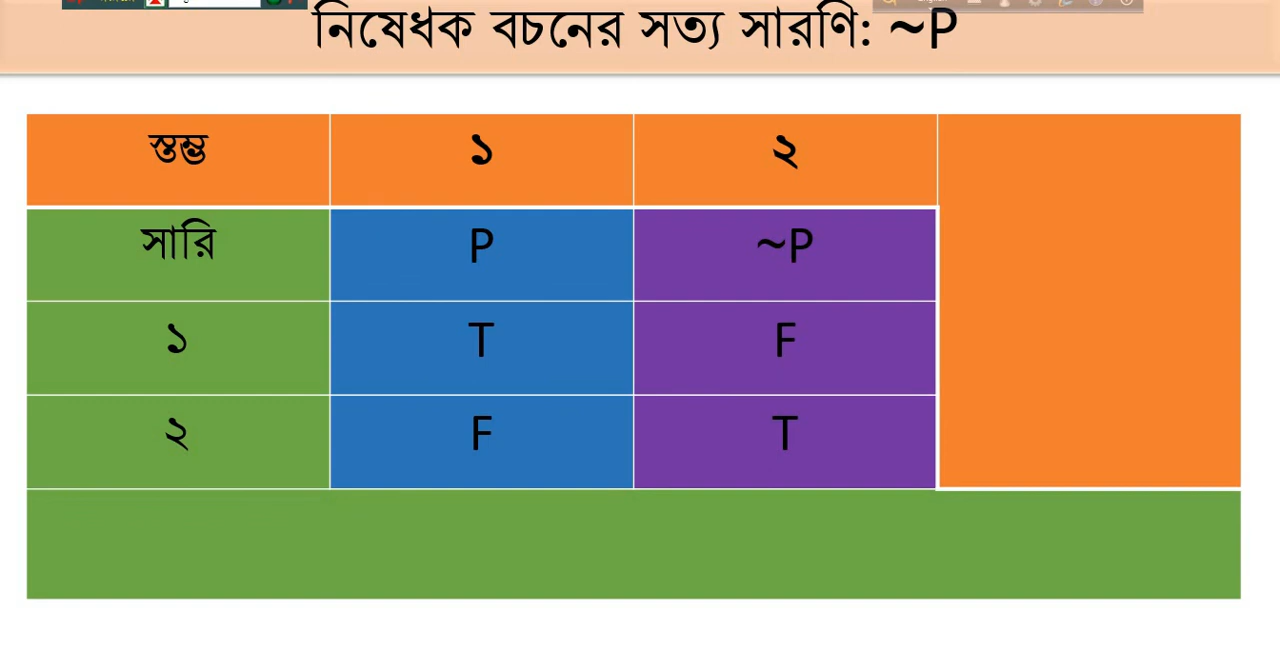 নিষেধক বচনের সত্য সারণি: ~P
স্তম্ভ ১ ২
সারি P ~P
১ T F
২ F T